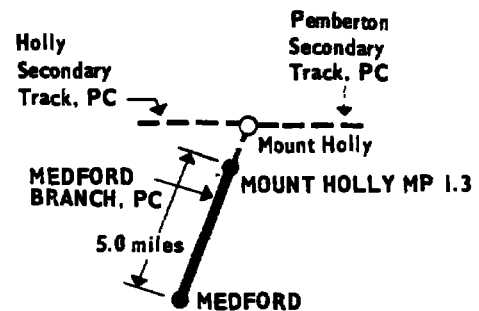 Holly
Secondary
Track, PC
Pemberton
Secondary
Track, PC
Mount Holly
MEDFORD
BRANCH, PC
MOUNT HOLLY MP 1.3
5.0 miles
MEDFORD